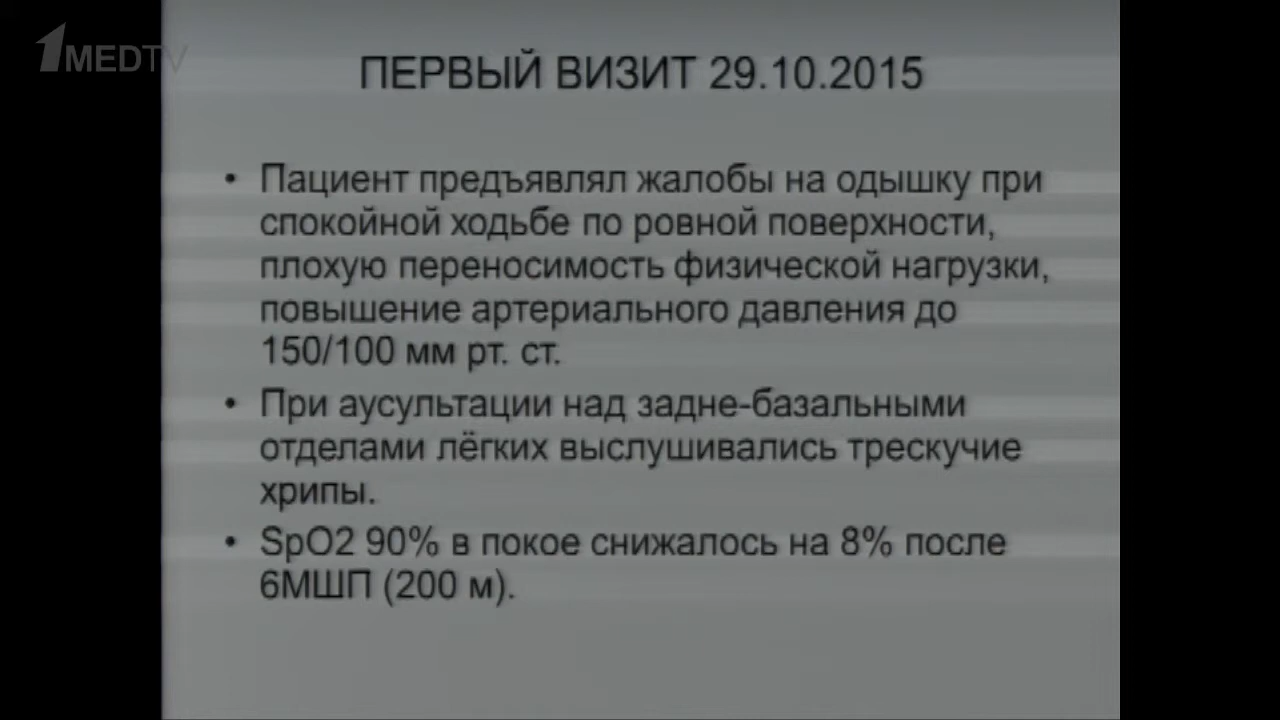 1MEDTV
ПЕРВЫЙ ВИЗИТ 29.10.2015
• Пациент предъявлял жалобы на одышку при
спокойной ходьбе по ровной поверхности,
плохую переносимость физической нагрузки,
повышение артериального давления до
150/100 мм рт. ст.
• При аусультации над задне-базальными
отделами лёгких выслушивались трескучие
хрипы.
• SpO2 90% в покое снижалось на 8% после
6МШП (200 м).